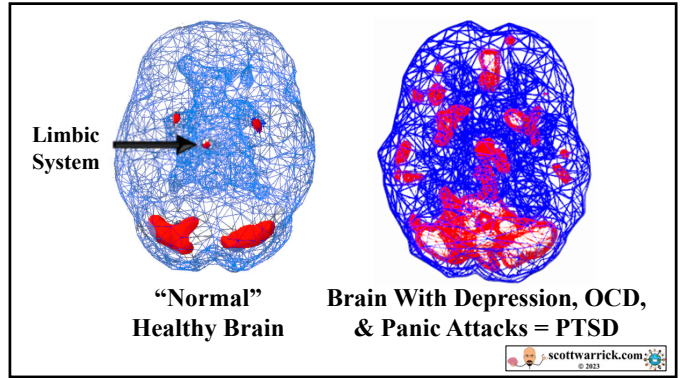 Limbic
System
“Normal”
Healthy Brain
Brain With Depression, OCD,
& Panic Attacks = PTSD
scottwarrick.com
© 2023